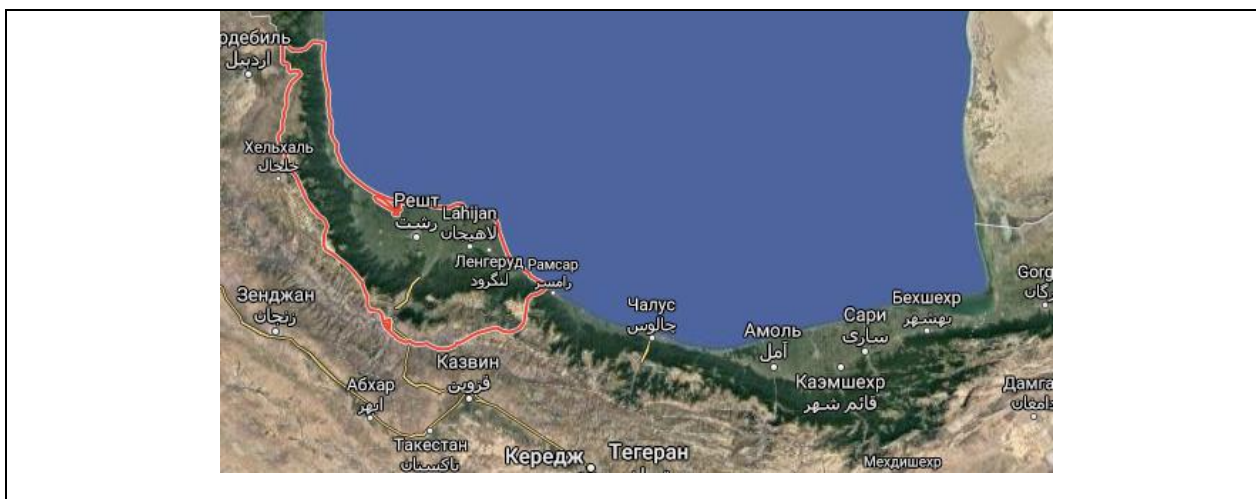 рдебиль
اردبیل
Хельхаль
خلخال
Решт
رشت
Lahijan
لاهیجان
Ленгеруд
لنگرود
Рамсар
رامسر
Зенджан
زنجان
Чалус
چالوس
Бехшехр
بهشهر
Gorg
رگان
Сари
ساری
Амоль
آمل
Казвин
قزوین
Каэмшехр
قائم شهر
Абхар
ابهر
Дамга
دامغان
Такестан
تاکستان
Кередж
Тегеран
Мехдишехр